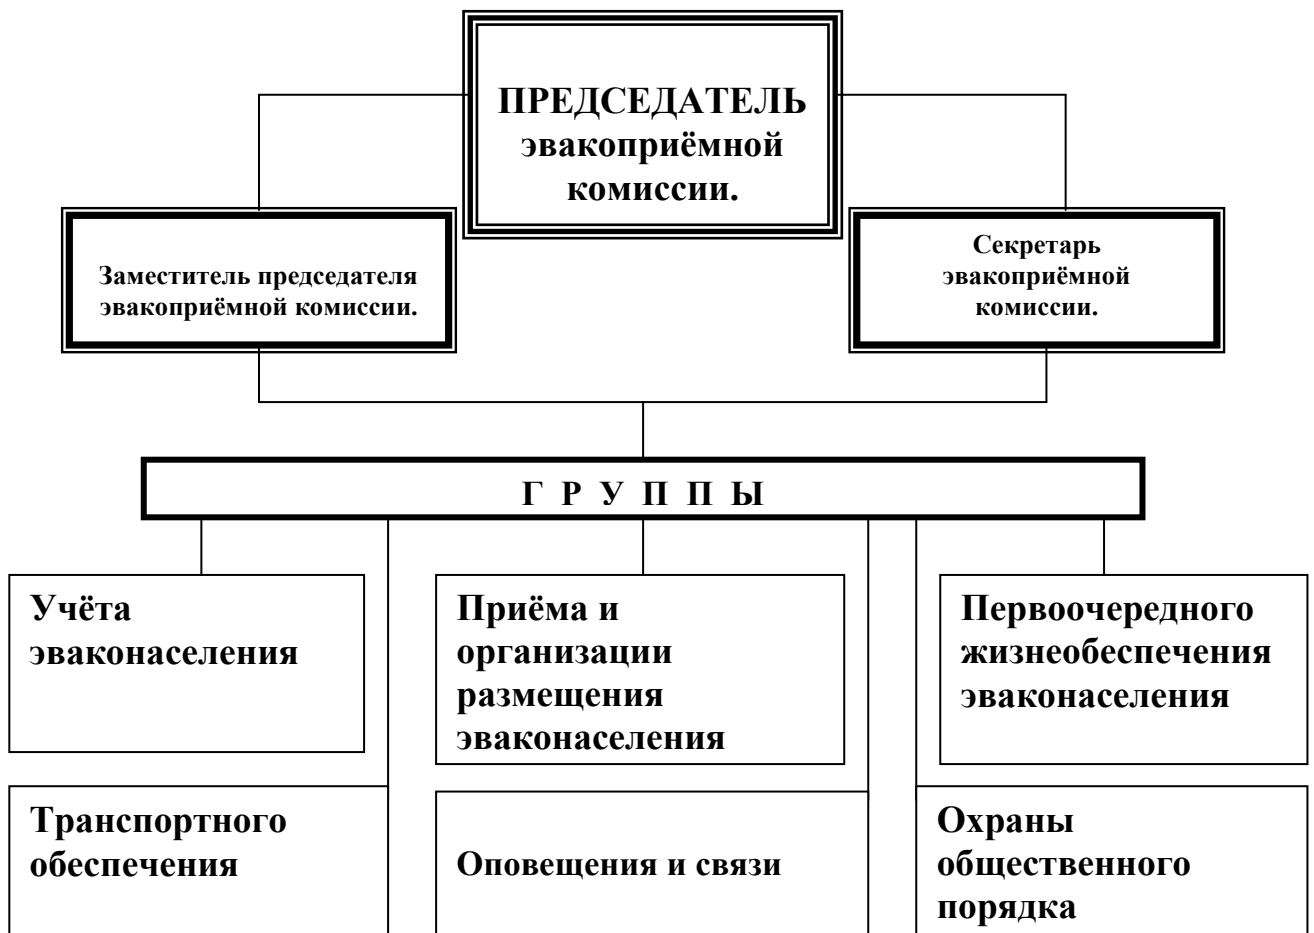 ПРЕДСЕДАТЕЛЬ
эвакоприёмной
комиссии.
Заместитель председателя
эвакоприёмной комиссии.
Секретарь
эвакоприёмной
комиссии.
Г Р У П П Ы
Учёта
эваконаселения
Приёма и
организации
размещения
эваконаселения
Первоочередного
жизнеобеспечения
эваконаселения
Транспортного
обеспечения
Оповещения и связи
Охраны
общественного
порядка